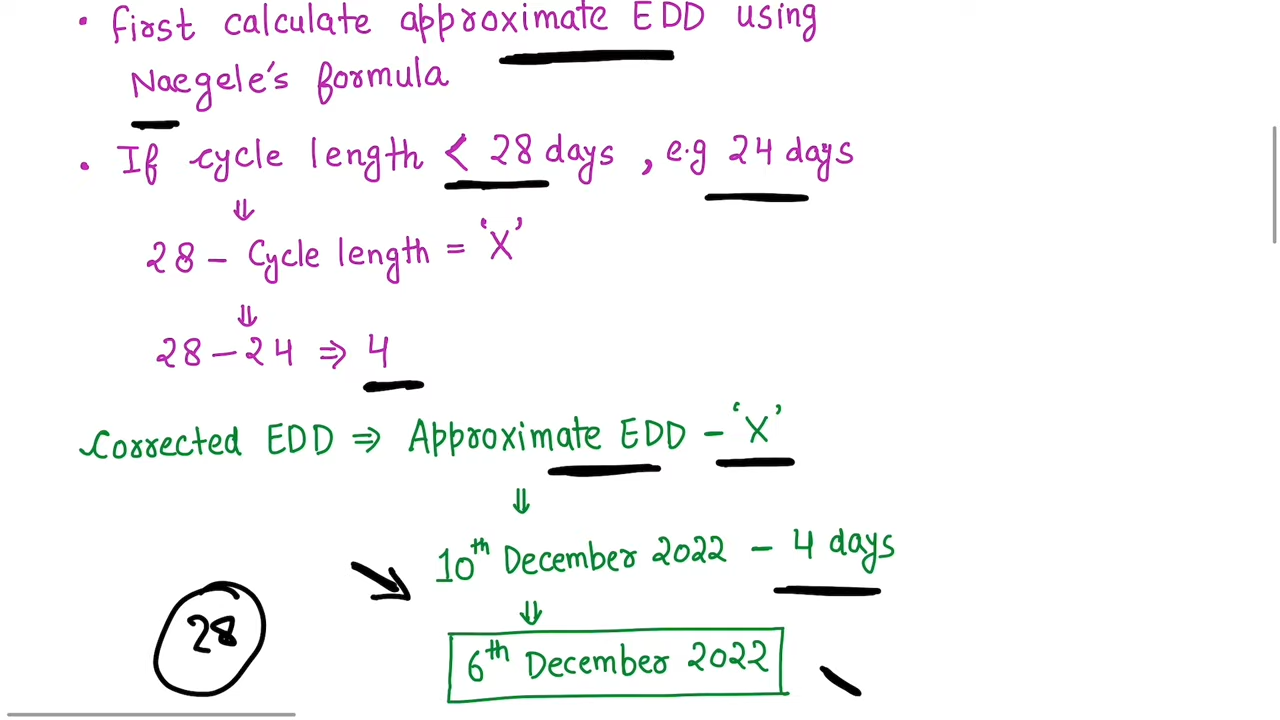 • First calculate approximate EDD using
Naegele's formula
• If cycle length < 28 days, e.g 24 days
⇓
28 – Cycle length = 'X'
⇓
28 – 24 ⇒ 4
Corrected EDD ⇒ Approximate EDD – 'X'
⇓
10th December 2022 – 4 days
⇓
6th December 2022
28